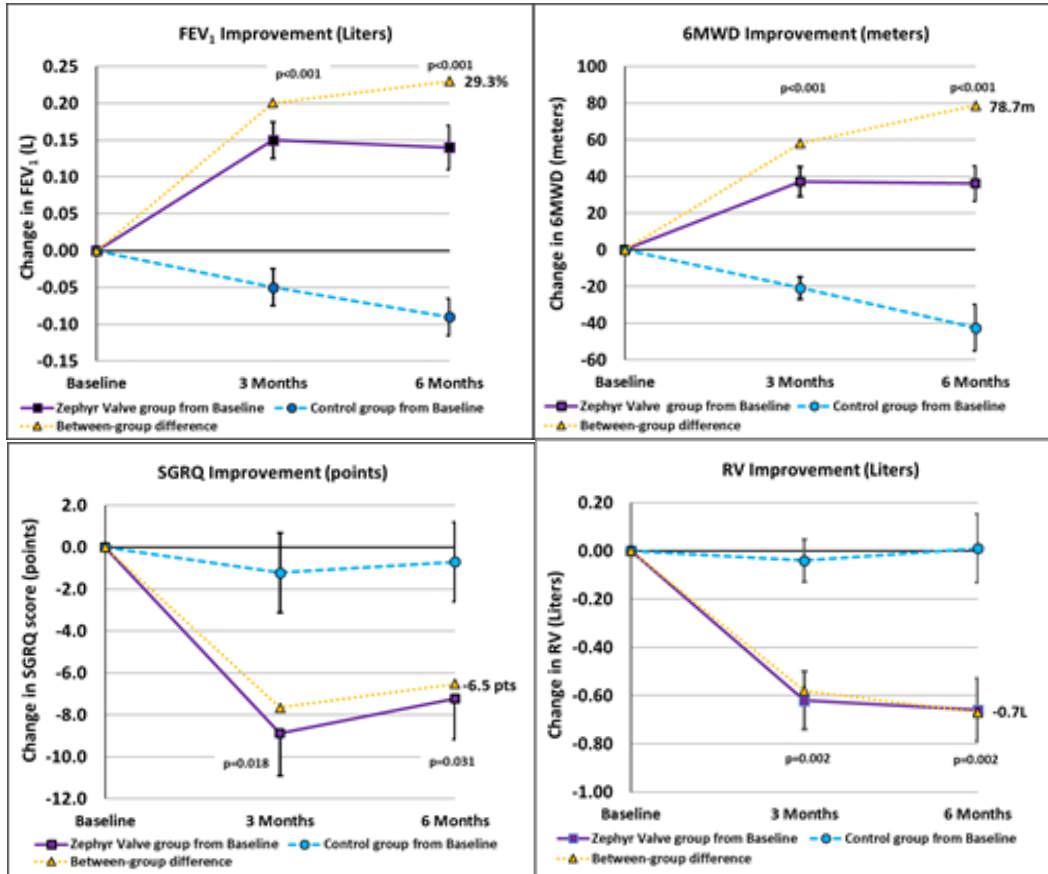 FEV₁ Improvement (Liters)
Change in FEV₁ (L)
0.25
0.20
0.15
0.10
0.05
0.00
-0.05
-0.10
-0.15
p<0.001
p<0.001
29.3%
Baseline
3 Months
6 Months
Zephyr Valve group from Baseline
Control group from Baseline
Between-group difference
6MWD Improvement (meters)
Change in 6MWD (meters)
100
80
60
40
20
0
-20
-40
-60
p<0.001
p<0.001
78.7m
Baseline
3 Months
6 Months
Zephyr Valve group from Baseline
Control group from Baseline
Between-group difference
SGRQ Improvement (points)
Change in SGRQ score (points)
2.0
0.0
-2.0
-4.0
-6.0
-8.0
-10.0
-12.0
-6.5 pts
p=0.018
p=0.031
Baseline
3 Months
6 Months
Zephyr Valve group from Baseline
Control group from Baseline
Between-group difference
RV Improvement (Liters)
Change in RV (Liters)
0.20
0.00
-0.20
-0.40
-0.60
-0.80
-1.00
-0.7L
p=0.002
p=0.002
Baseline
3 Months
6 Months
Zephyr Valve group from Baseline
Control group from Baseline
Between-group difference